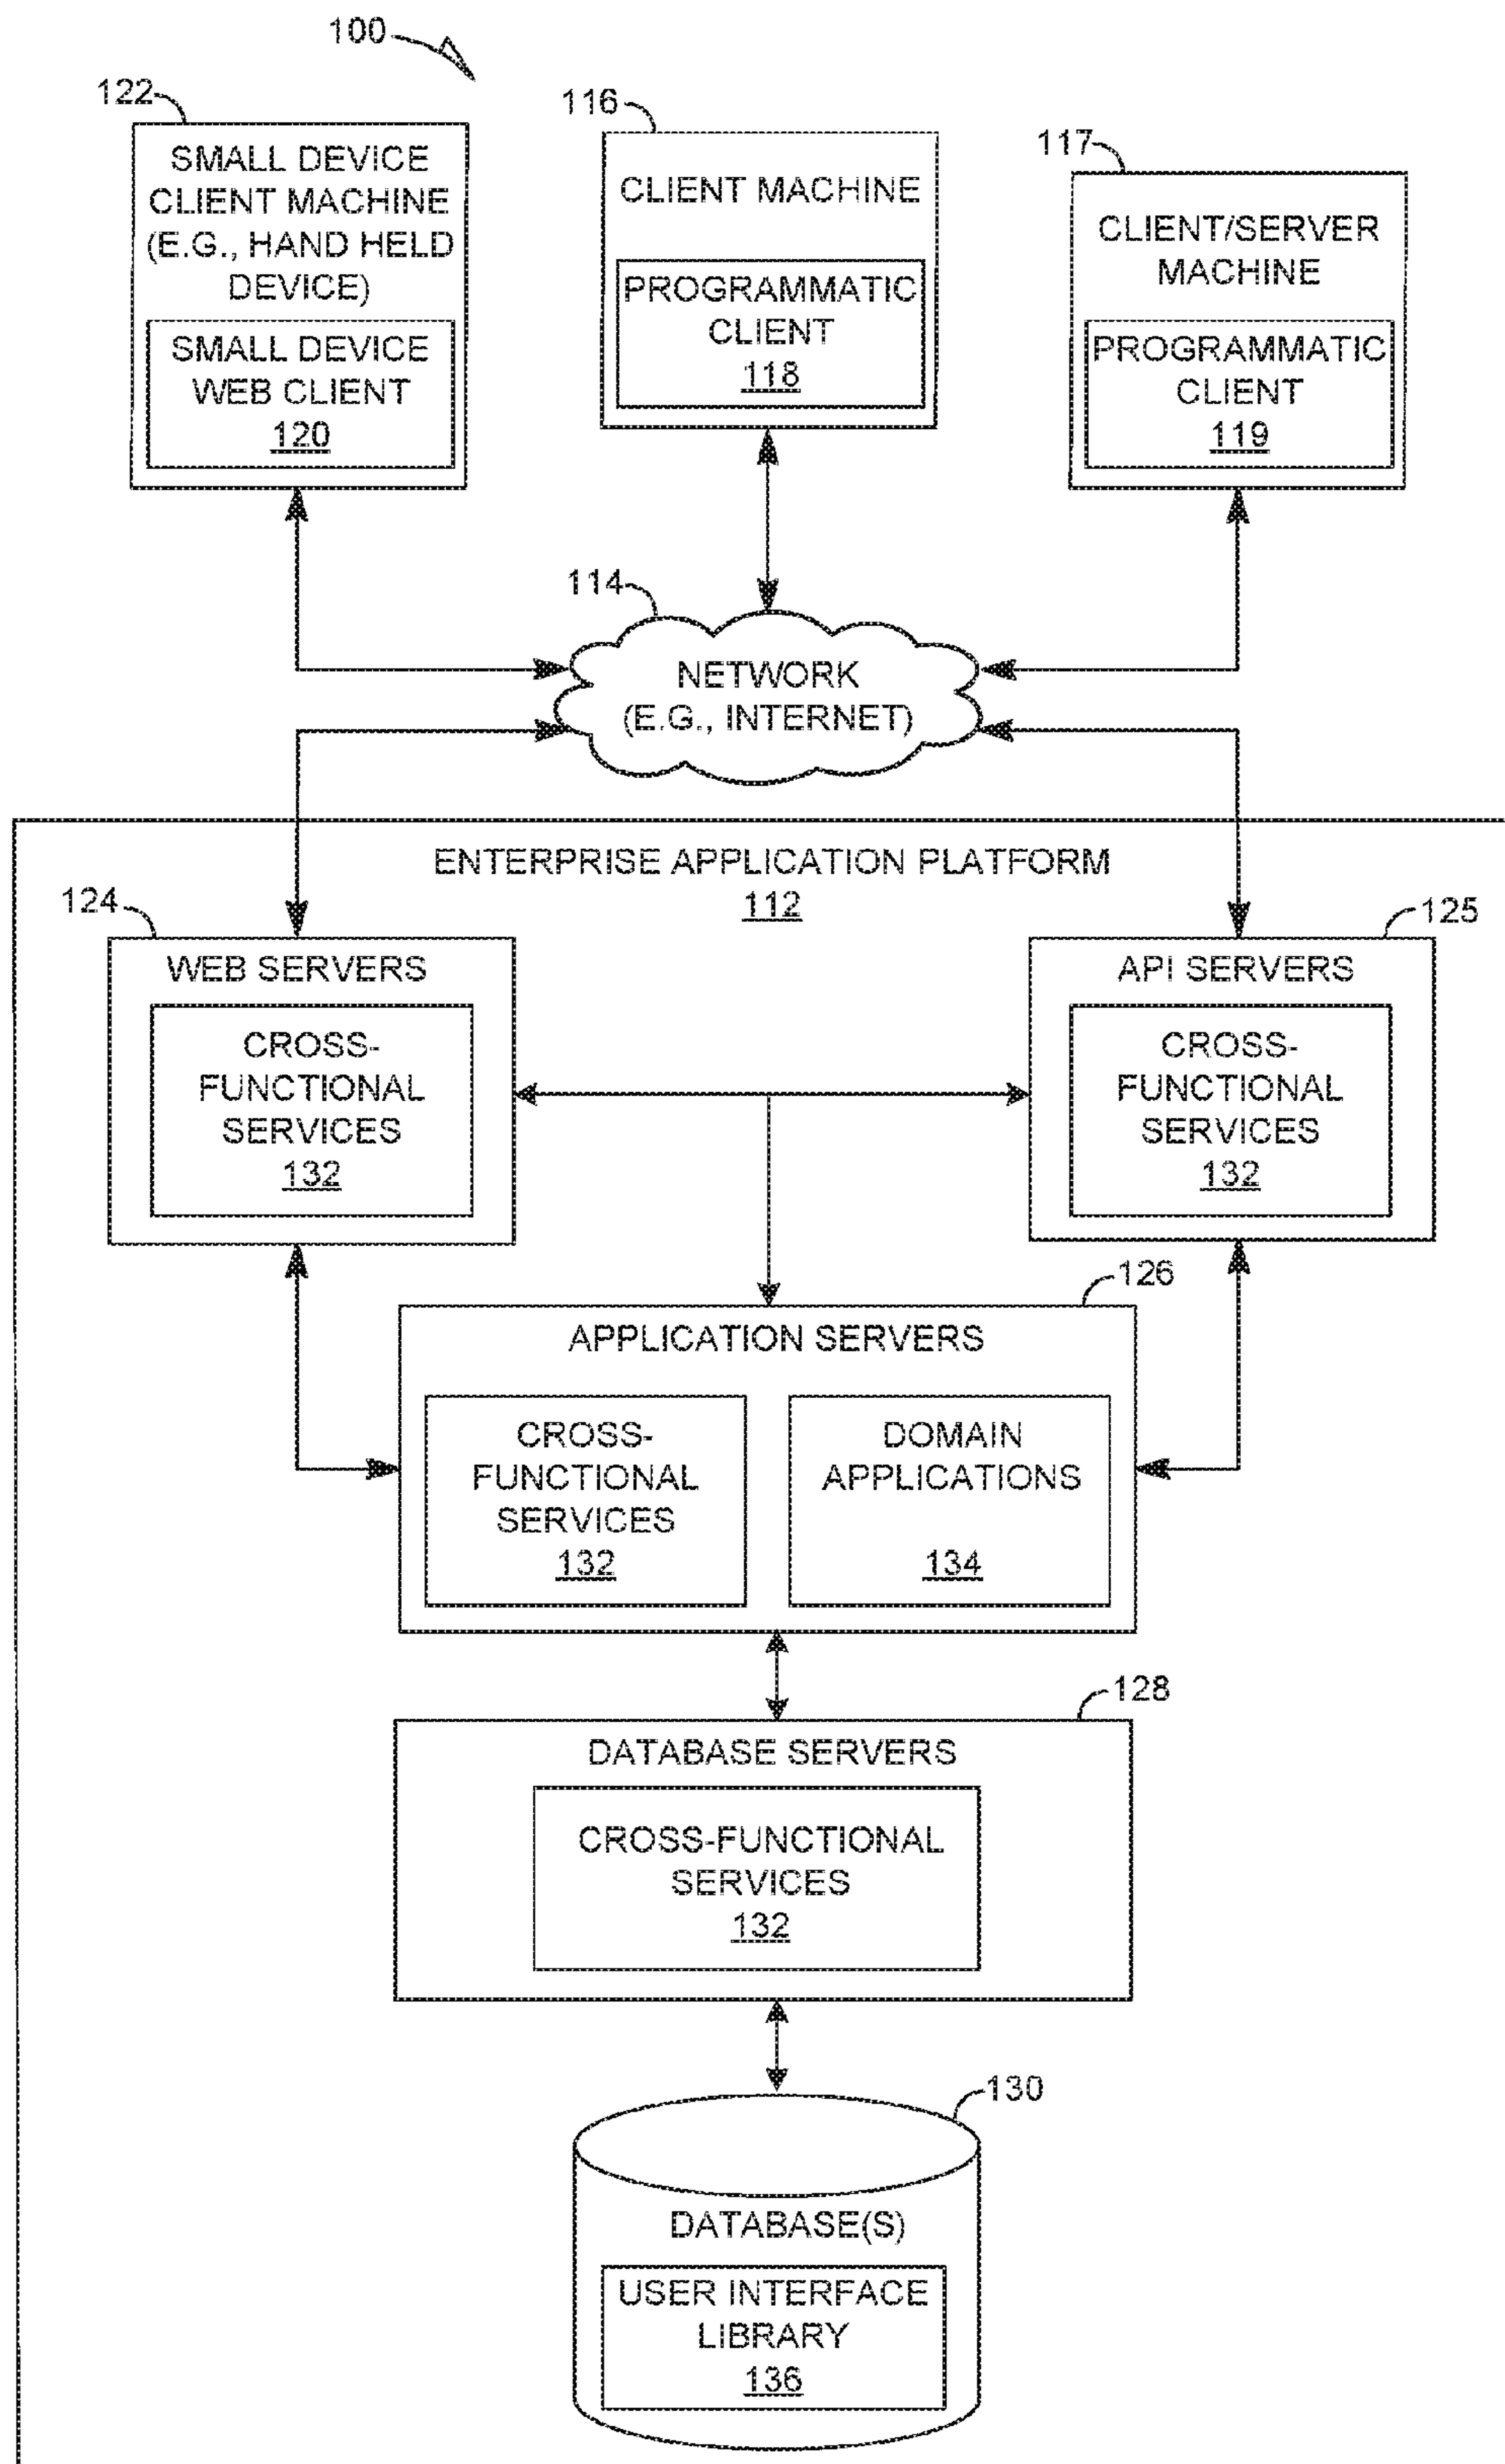 100
122
SMALL DEVICE
CLIENT MACHINE
(E.G., HAND HELD
DEVICE)
SMALL DEVICE
WEB CLIENT
120
116
CLIENT MACHINE
PROGRAMMATIC
CLIENT
118
117
CLIENT/SERVER
MACHINE
PROGRAMMATIC
CLIENT
119
114
NETWORK
(E.G., INTERNET)
ENTERPRISE APPLICATION PLATFORM
112
124
WEB SERVERS
CROSS-
FUNCTIONAL
SERVICES
132
125
API SERVERS
CROSS-
FUNCTIONAL
SERVICES
132
126
APPLICATION SERVERS
CROSS-
FUNCTIONAL
SERVICES
132
DOMAIN
APPLICATIONS
134
128
DATABASE SERVERS
CROSS-FUNCTIONAL
SERVICES
132
130
DATABASE(S)
USER INTERFACE
LIBRARY
136